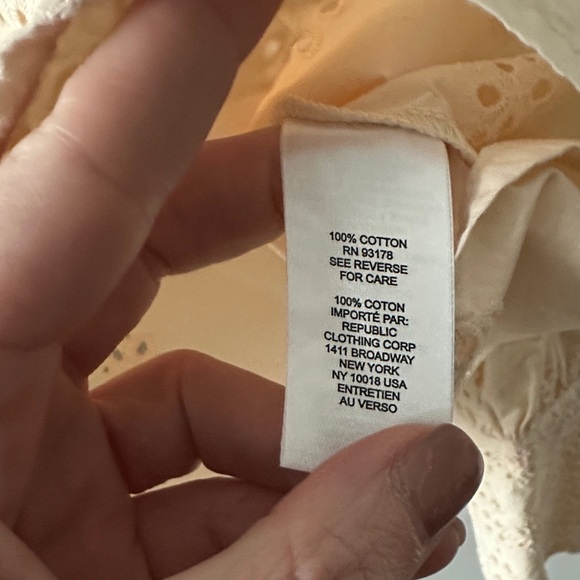 100% COTTON
RN 93178
SEE REVERSE
FOR CARE
100% COTON
IMPORTÉ PAR:
REPUBLIC
CLOTHING CORP
1411 BROADWAY
NEW YORK
NY 10018 USA
ENTRETIEN
AU VERSO